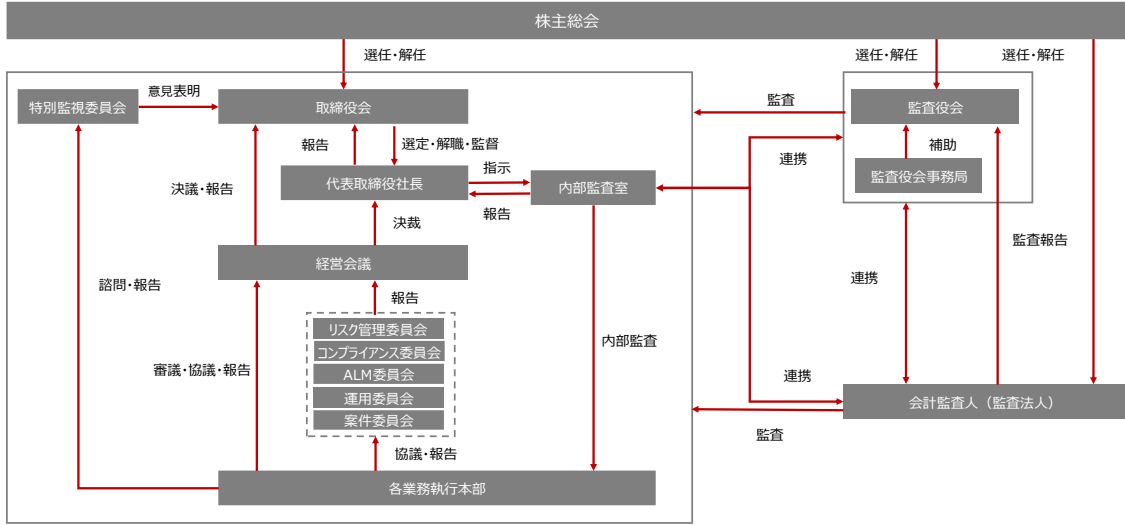 株主総会
選任・解任
選任・解任
選任・解任
特別監視委員会
意見表明
取締役会
監査
監査役会
報告
選定・解職・監督
連携
補助
決議・報告
代表取締役社長
指示
報告
内部監査室
監査役会事務局
決裁
監査報告
経営会議
諮問・報告
報告
連携
リスク管理委員会
コンプライアンス委員会
ALM委員会
運用委員会
案件委員会
内部監査
審議・協議・報告
連携
会計監査人（監査法人）
監査
協議・報告
各業務執行本部